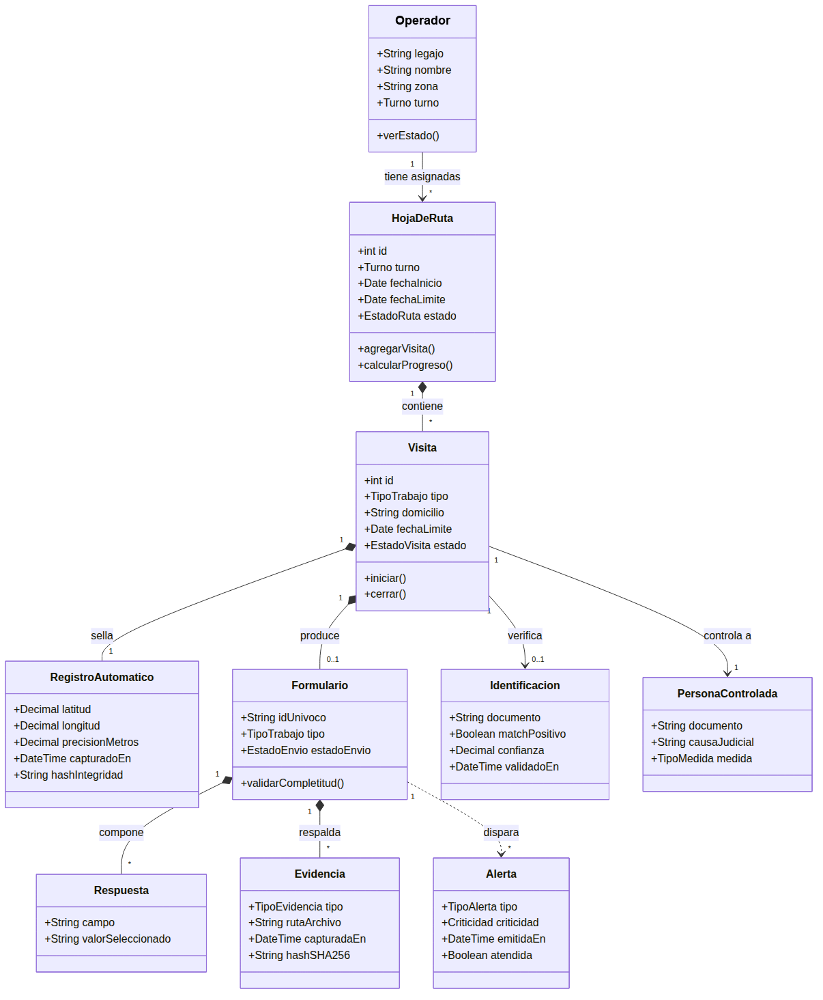 Operador
+String legajo
+String nombre
+String zona
+Turno turno
+verEstado()
1
tiene asignadas
*
HojaDeRuta
+int id
+Turno turno
+Date fechaInicio
+Date fechaLimite
+EstadoRuta estado
+agregarVisita()
+calcularProgreso()
1
contiene
*
Visita
+int id
+TipoTrabajo tipo
+String domicilio
+Date fechaLimite
+EstadoVisita estado
+iniciar()
+cerrar()
1
1
1
1
sella
produce
verifica
controla a
1
0..1
0..1
1
RegistroAutomatico
+Decimal latitud
+Decimal longitud
+Decimal precisionMetros
+DateTime capturadoEn
+String hashIntegridad
Formulario
+String idUnivoco
+TipoTrabajo tipo
+EstadoEnvio estadoEnvio
+validarCompletitud()
Identificacion
+String documento
+Boolean matchPositivo
+Decimal confianza
+DateTime validadoEn
PersonaControlada
+String documento
+String causaJudicial
+TipoMedida medida
1
1
1
compone
respalda
dispara
*
*
*
Respuesta
+String campo
+String valorSeleccionado
Evidencia
+TipoEvidencia tipo
+String rutaArchivo
+DateTime capturadaEn
+String hashSHA256
Alerta
+TipoAlerta tipo
+Criticidad criticidad
+DateTime emitidaEn
+Boolean atendida